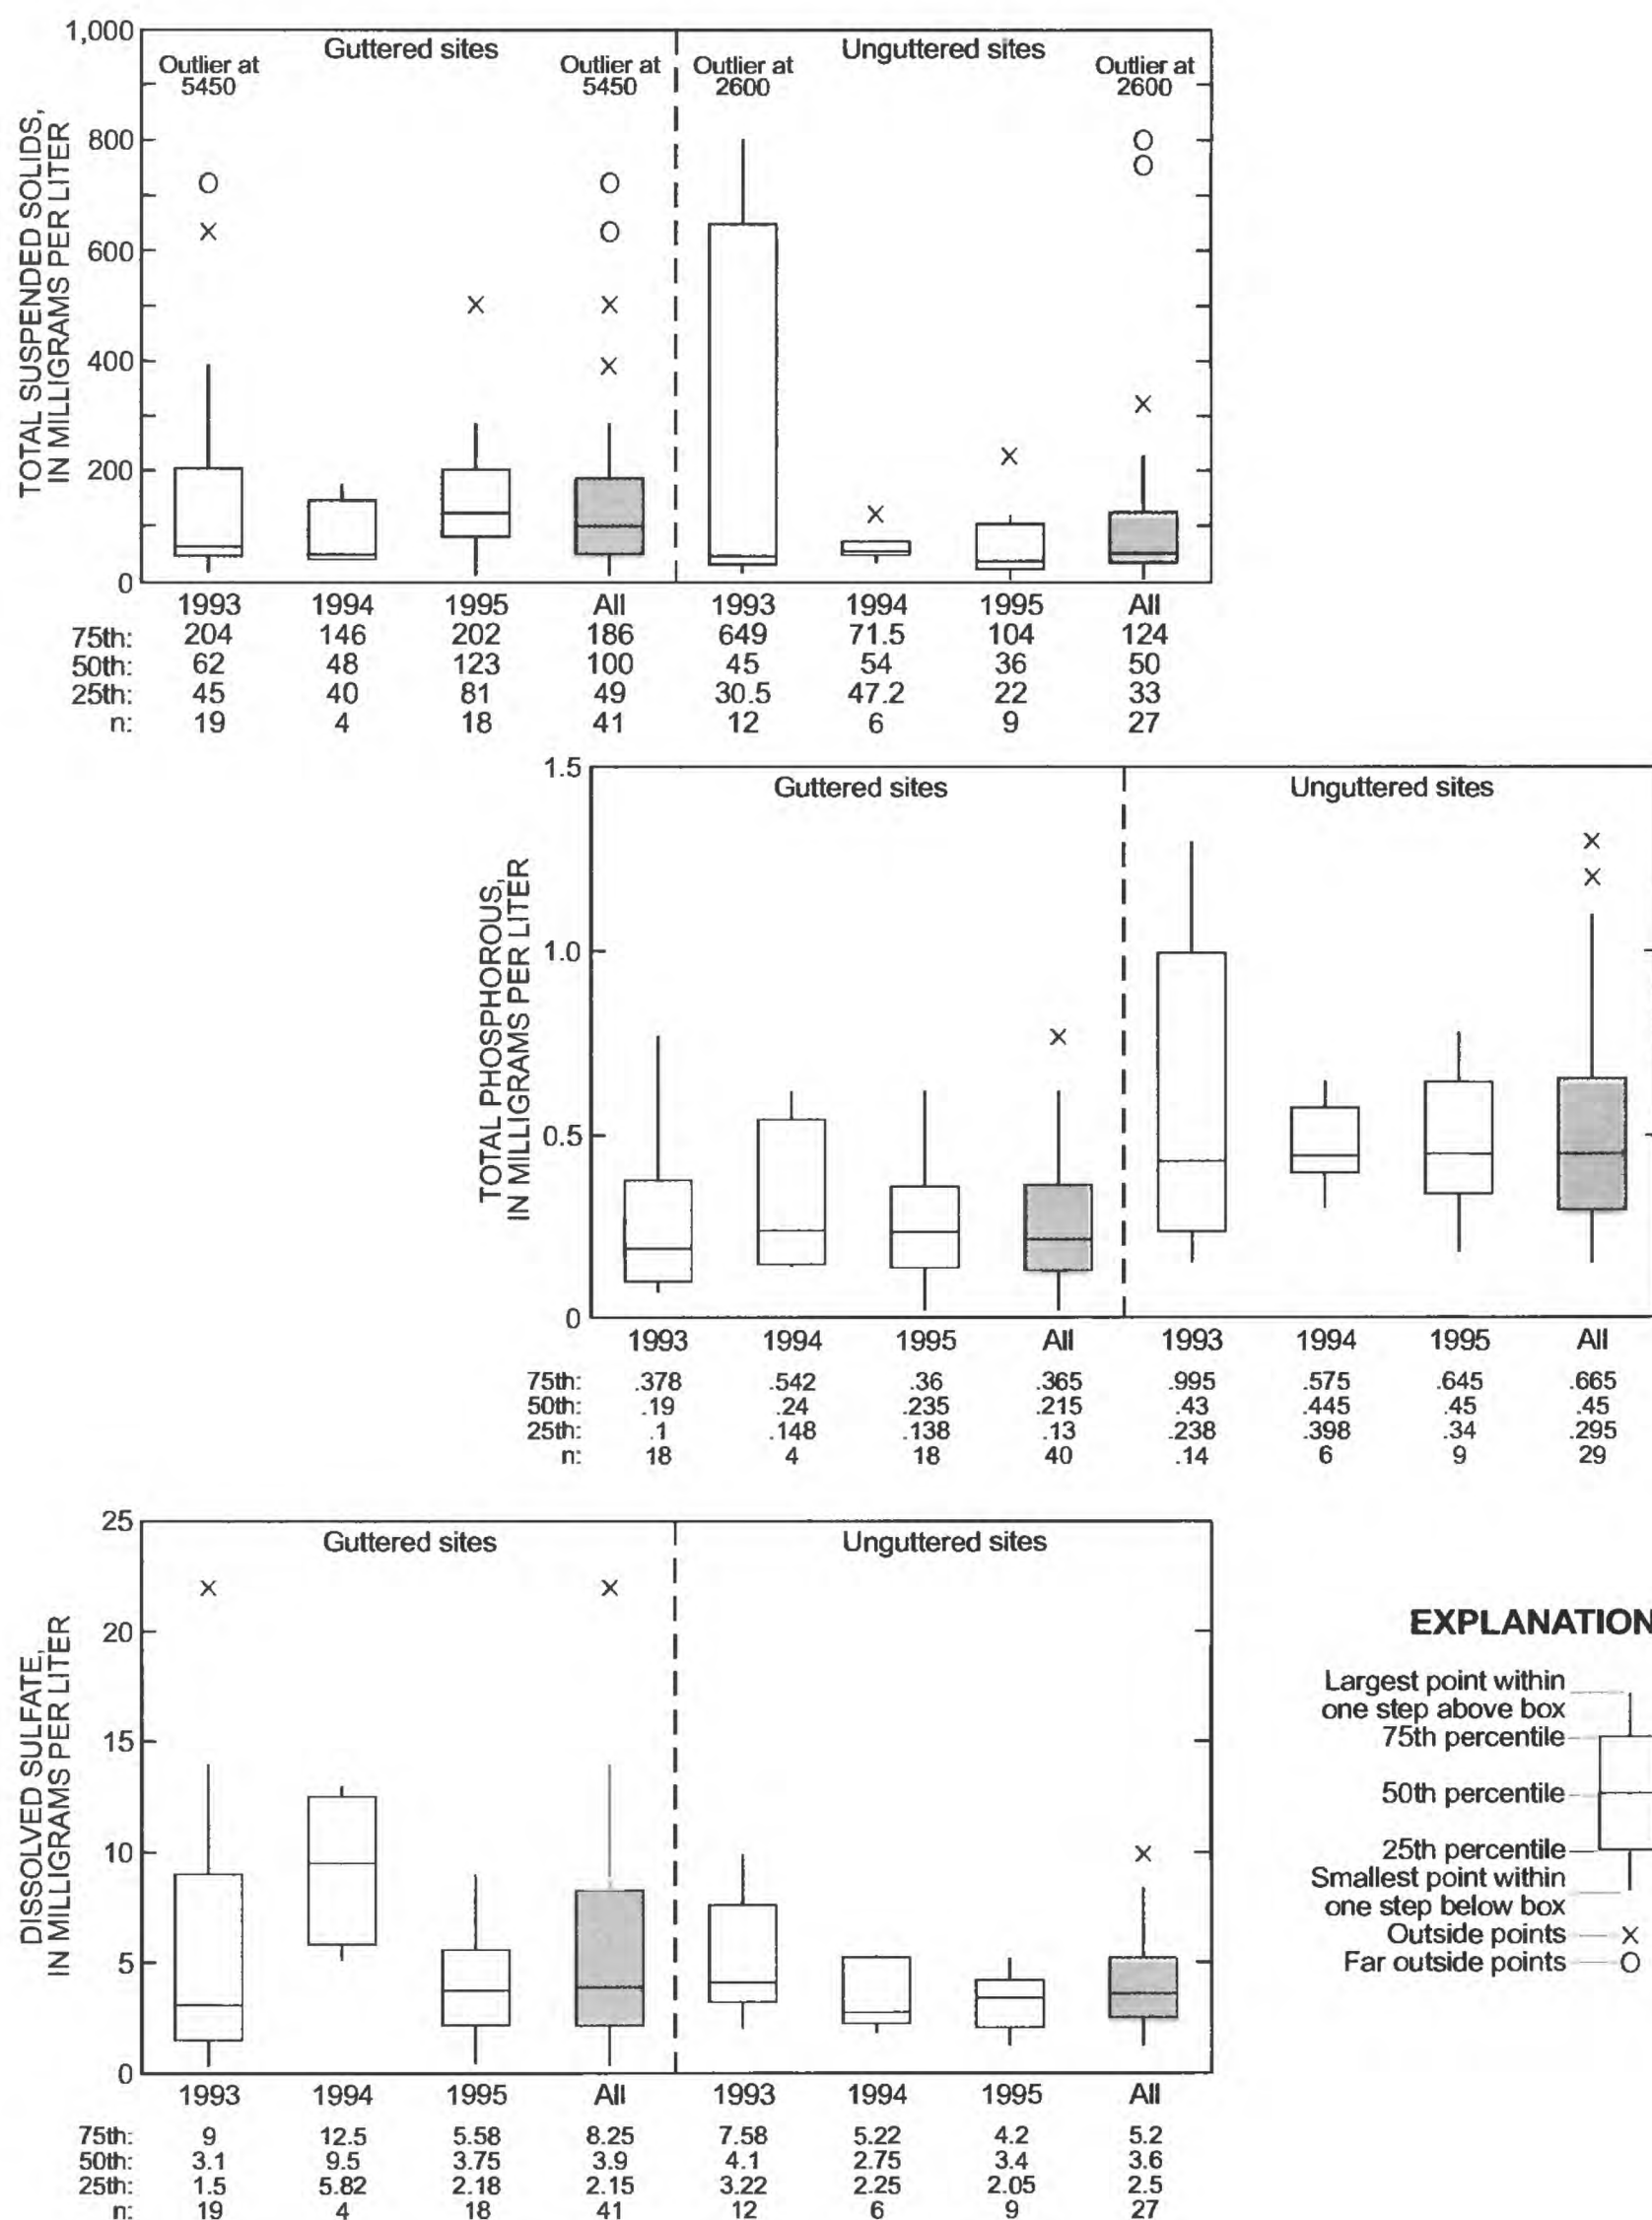 TOTAL SUSPENDED SOLIDS,
IN MILLIGRAMS PER LITER
1,000
800
600
400
200
0
Guttered sites
Unguttered sites
Outlier at
5450
Outlier at
5450
Outlier at
2600
Outlier at
2600
1993 1994 1995 All 1993 1994 1995 All
75th: 204 146 202 186 649 71.5 104 124
50th: 62 48 123 100 45 54 36 50
25th: 45 40 81 49 30.5 47.2 22 33
n: 19 4 18 41 12 6 9 27
TOTAL PHOSPHOROUS,
IN MILLIGRAMS PER LITER
1.5
1.0
0.5
0
Guttered sites
Unguttered sites
1993 1994 1995 All 1993 1994 1995 All
75th: .378 .542 .36 .365 .995 .575 .645 .665
50th: .19 .24 .235 .215 .43 .445 .45 .45
25th: .1 .148 .138 .13 .238 .398 .34 .295
n: 18 4 18 40 .14 6 9 29
DISSOLVED SULFATE,
IN MILLIGRAMS PER LITER
25
20
15
10
5
0
Guttered sites
Unguttered sites
1993 1994 1995 All 1993 1994 1995 All
75th: 9 12.5 5.58 8.25 7.58 5.22 4.2 5.2
50th: 3.1 9.5 3.75 3.9 4.1 2.75 3.4 3.6
25th: 1.5 5.82 2.18 2.15 3.22 2.25 2.05 2.5
n: 19 4 18 41 12 6 9 27
EXPLANATION
Largest point within
one step above box
75th percentile
50th percentile
25th percentile
Smallest point within
one step below box
Outside points X
Far outside points O